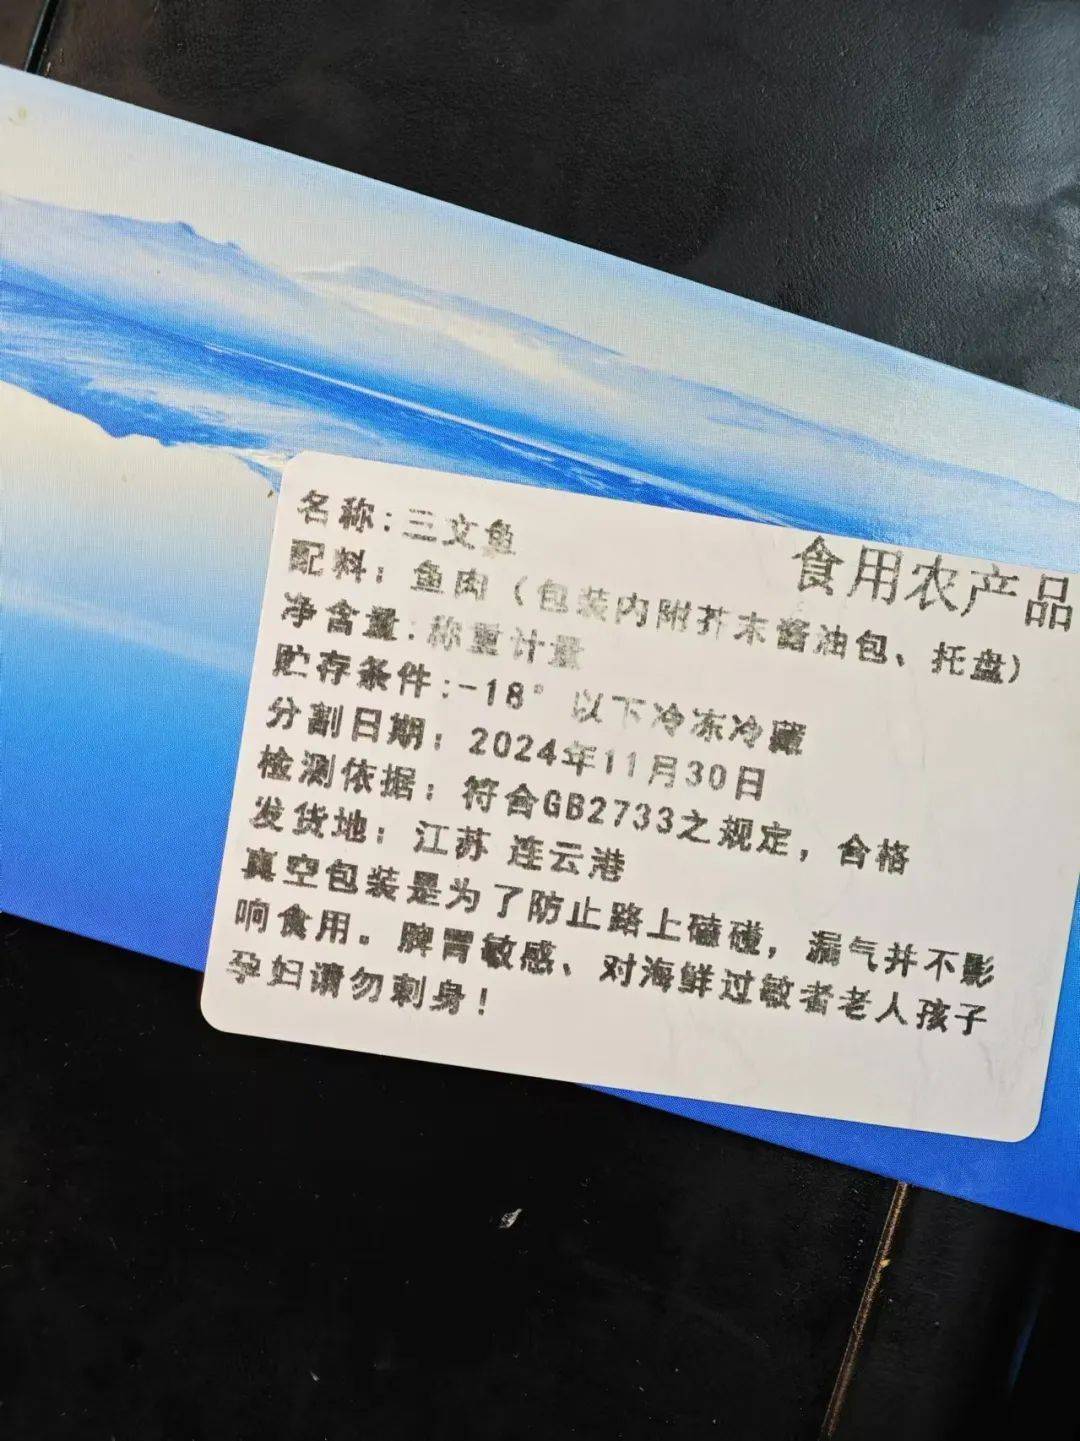 食用农产品
名称:三文鱼
配料：鱼肉（包装内附芥末酱油包、托盘)
净含量:称重计量
贮存条件:-18°以下冷冻冷藏
分割日期：2024年11月30日
检测依据：符合GB2733之规定，合格
发货地：江苏 连云港
真空包装是为了防止路上磕碰，漏气并不影
响食用。脾胃敏感、对海鲜过敏者老人孩子
孕妇请勿刺身！